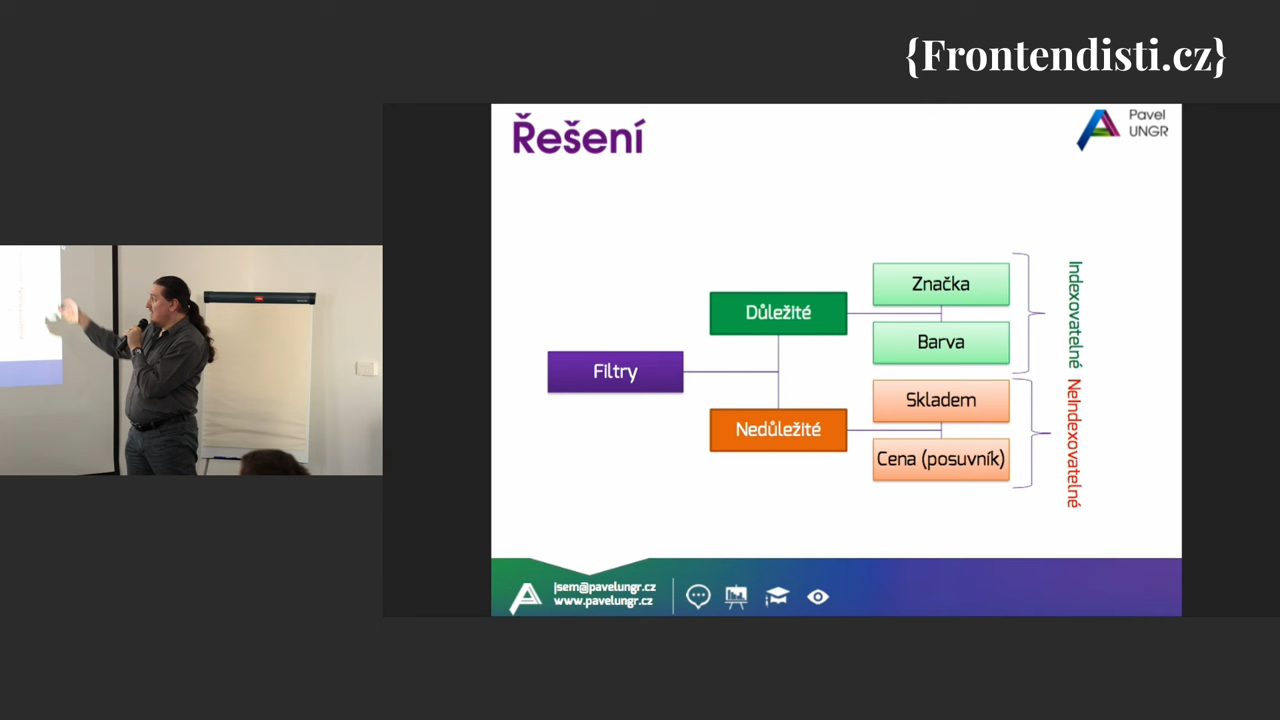 {Frontendisti.cz}
Řešení
Pavel
UNGR
Filtry
Důležité
Nedůležité
Značka
Barva
Skladem
Cena (posuvník)
Indexovatelné
NeIndexovatelné
jsem@pavelungr.cz
www.pavelungr.cz